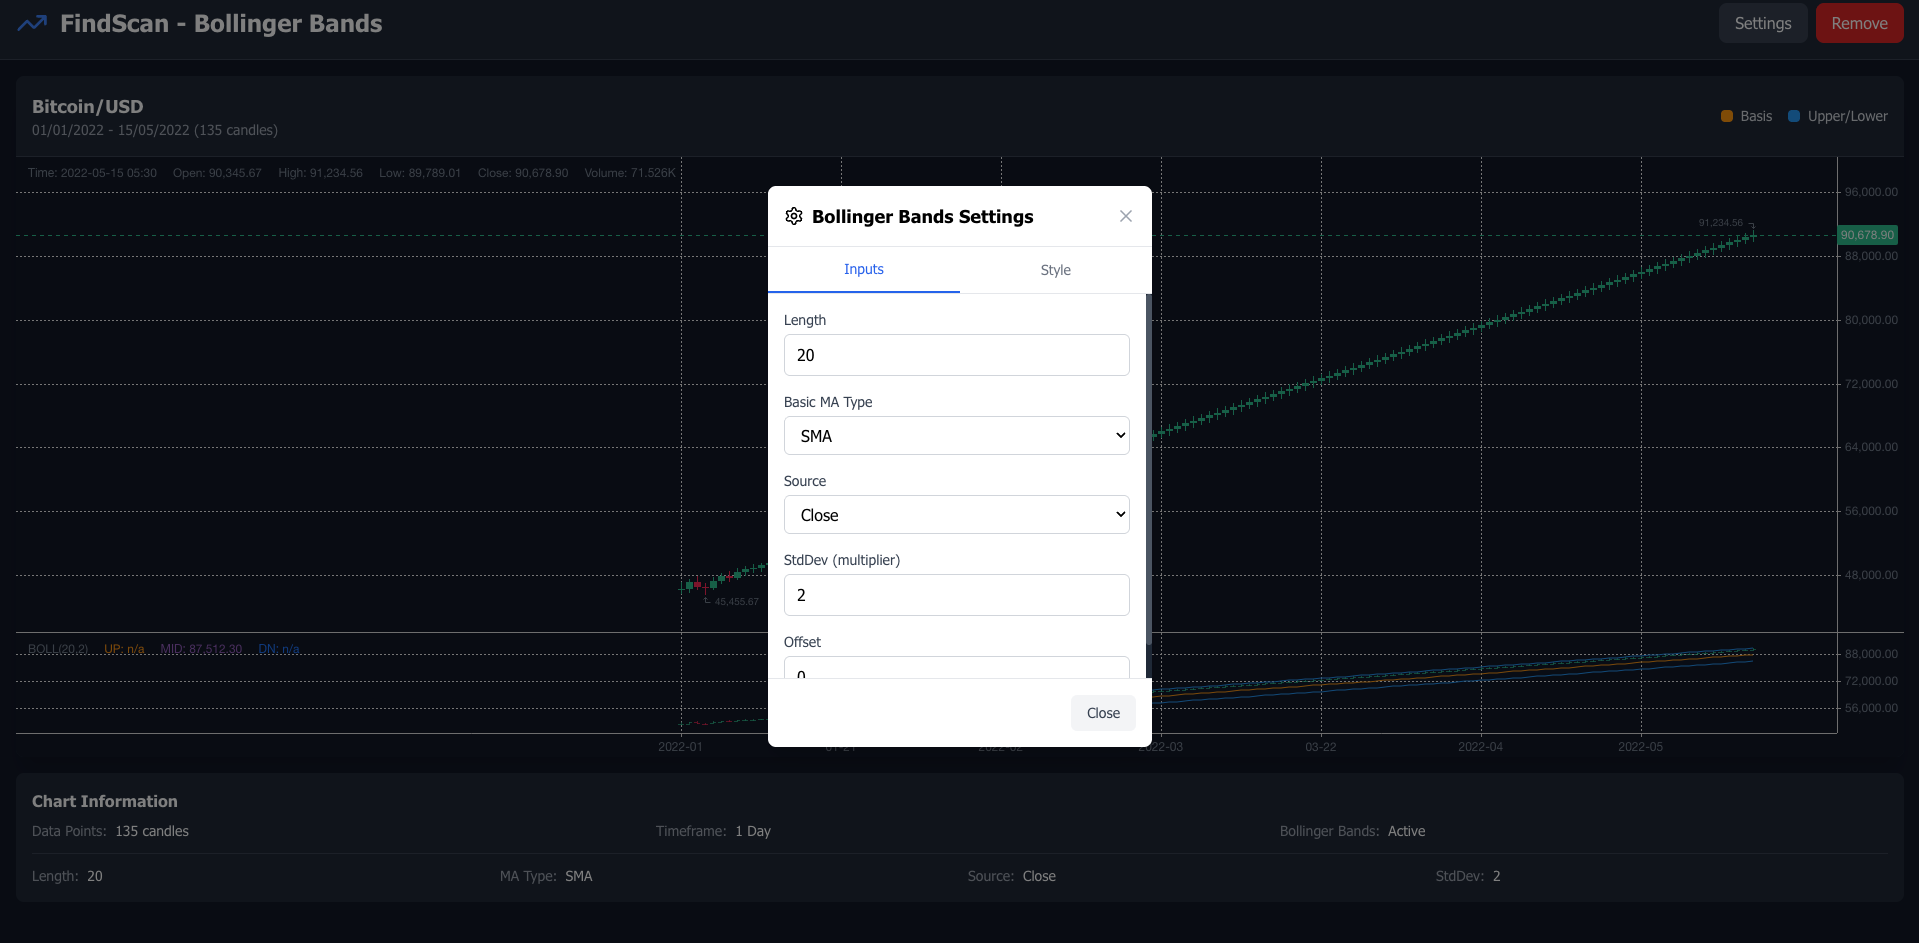 FindScan - Bollinger Bands
Settings
Remove
Bitcoin/USD
01/01/2022 - 15/05/2022 (135 candles)
Basis
Upper/Lower
Time: 2022-05-15 05:30 Open: 90,345.67 High: 91,234.56 Low: 89,789.01 Close: 90,678.90 Volume: 71.526K
96,000.00
91,234.56
90,678.90
88,000.00
80,000.00
72,000.00
64,000.00
56,000.00
48,000.00
45,455.67
Bollinger Bands Settings
Inputs
Style
Length
20
Basic MA Type
SMA
Source
Close
StdDev (multiplier)
2
Offset
0
Close
BOLL(20,2) UP: n/a MID: 87,512.30 DN: n/a
88,000.00
72,000.00
56,000.00
2022-01
01-21
2022-02
2022-03
03-22
2022-04
2022-05
Chart Information
Data Points: 135 candles
Timeframe: 1 Day
Bollinger Bands: Active
Length: 20
MA Type: SMA
Source: Close
StdDev: 2